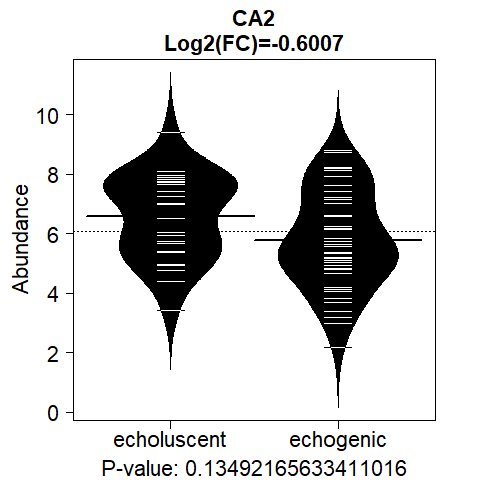 CA2
Log2(FC)=-0.6007
Abundance
10
8
6
4
2
0
echoluscent echogenic
P-value: 0.13492165633411016